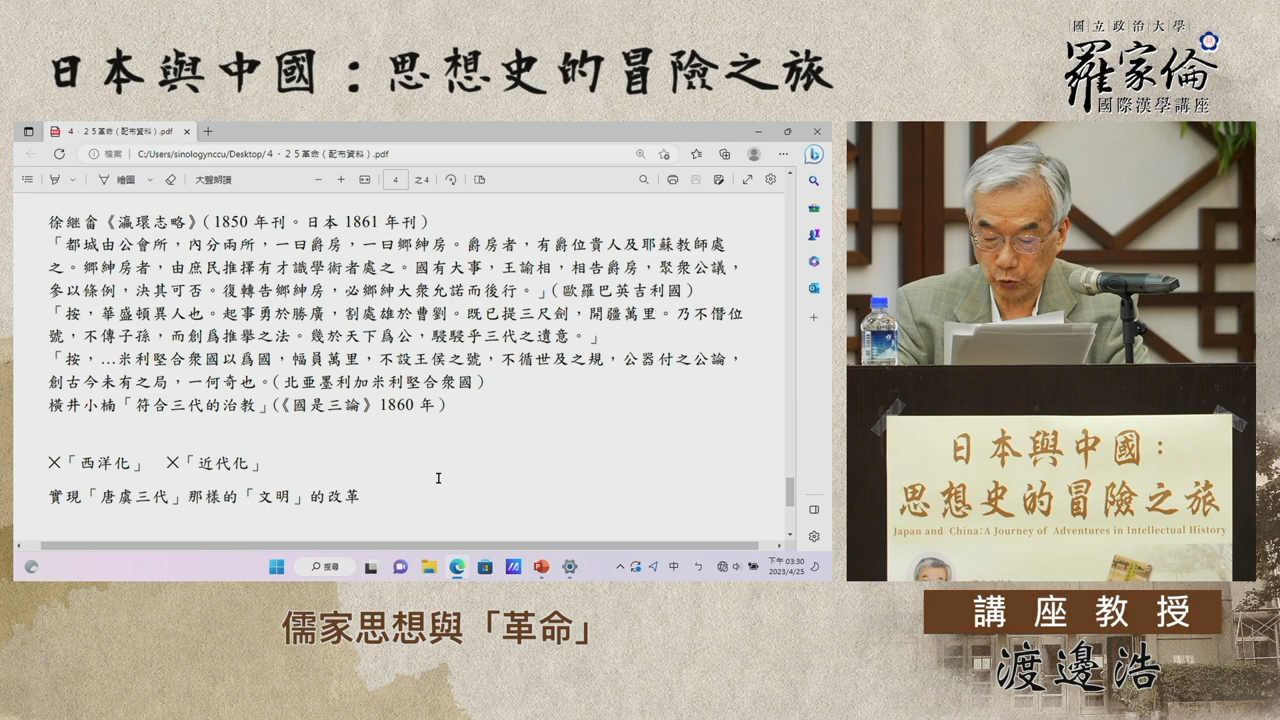 日本與中國：思想史的冒險之旅
國立政治大學
羅家倫
國際漢學講座
4・25革命（配布資料）.pdf
檔案 C:/Users/sinologynccu/Desktop/4・25革命（配布資料）.pdf
繪圖 大聲朗讀 4 之4
徐繼畬《瀛環志略》（1850 年刊。日本 1861 年刊）
「都城由公會所，內分兩所，一曰爵房，一曰鄉紳房。爵房者，有爵位貴人及耶穌教師處
之。鄉紳房者，由庶民推擇有才識學術者處之。國有大事，王諭相，相告爵房，聚衆公議，
參以條例，決其可否。復轉告鄉紳房，必鄉紳大衆允諾而後行。」（歐羅巴英吉利國）
「按，華盛頓異人也。起事勇於勝廣，割處雄於曹劉。既已提三尺劍，開疆萬里。乃不僭位
號，不傳子孫，而創爲推舉之法。幾於天下爲公，駸駸乎三代之遺意。」
「按，…米利堅合衆國以爲國，幅員萬里，不設王侯之號，不循世及之規，公器付之公論，
創古今未有之局，一何奇也。（北亞墨利加米利堅合衆國）
橫井小楠「符合三代的治教」（《國是三論》1860 年）
×「西洋化」 ×「近代化」
實現「唐虞三代」那樣的「文明」的改革
搜尋
中
下午 03:30
2023/4/25
日本與中國：
思想史的冒險之旅
Japan and China:A Journey of Adventures in Intellectual History
儒家思想與「革命」
講座教授
渡邊浩